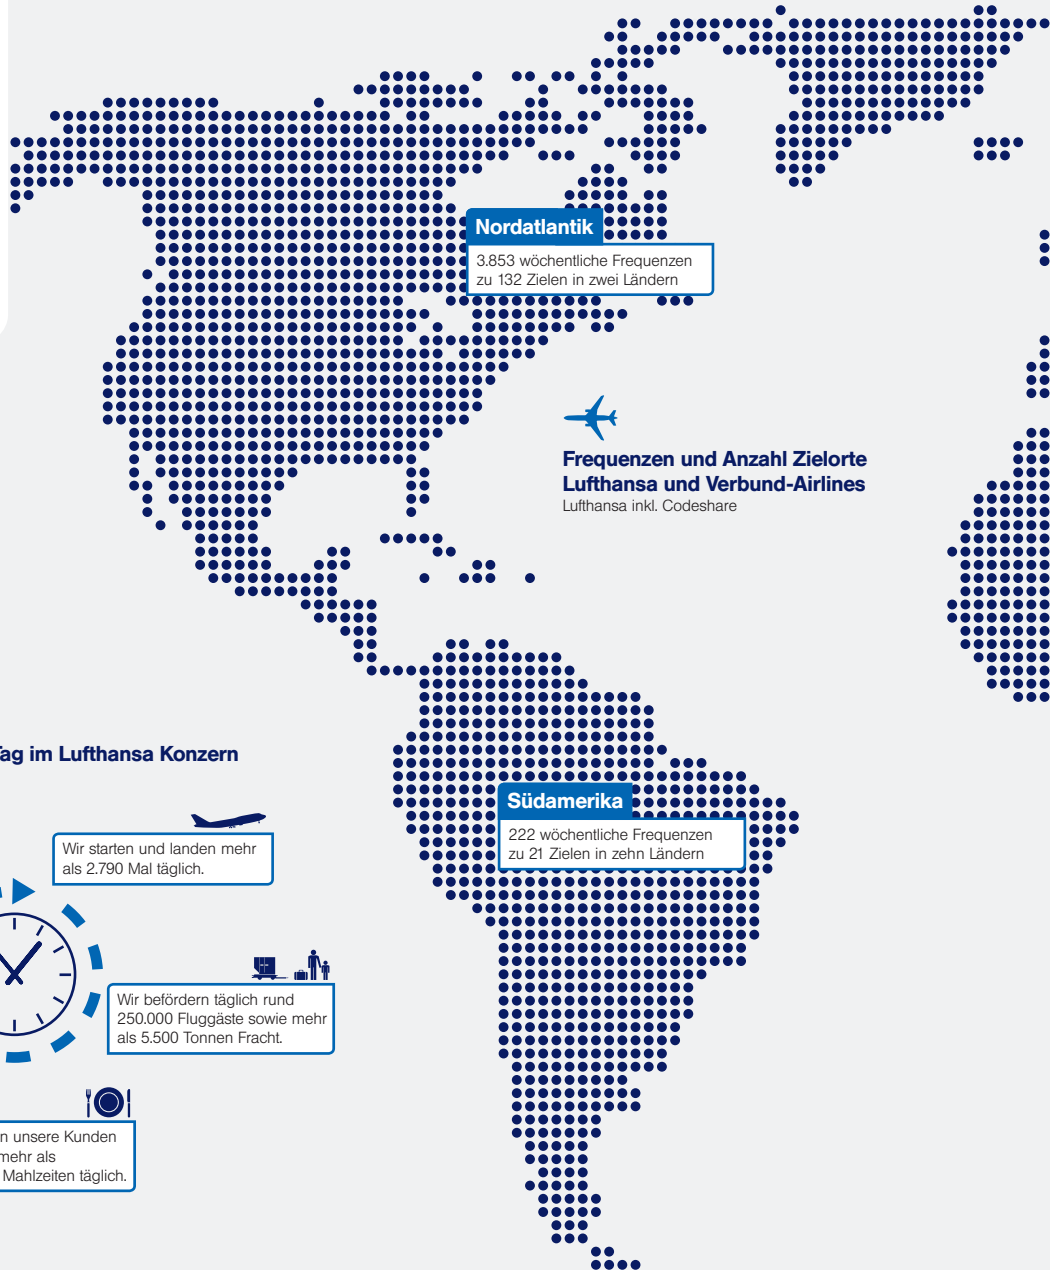 Nordatlantik
3.853 wöchentliche Frequenzen
zu 132 Zielen in zwei Ländern
Frequenzen und Anzahl Zielorte
Lufthansa und Verbund-Airlines
Lufthansa inkl. Codeshare
Tag im Lufthansa Konzern
Südamerika
222 wöchentliche Frequenzen
zu 21 Zielen in zehn Ländern
Wir starten und landen mehr
als 2.790 Mal täglich.
Wir befördern täglich rund
250.000 Fluggäste sowie mehr
als 5.500 Tonnen Fracht.
unsere Kunden
mehr als
Mahlzeiten täglich.